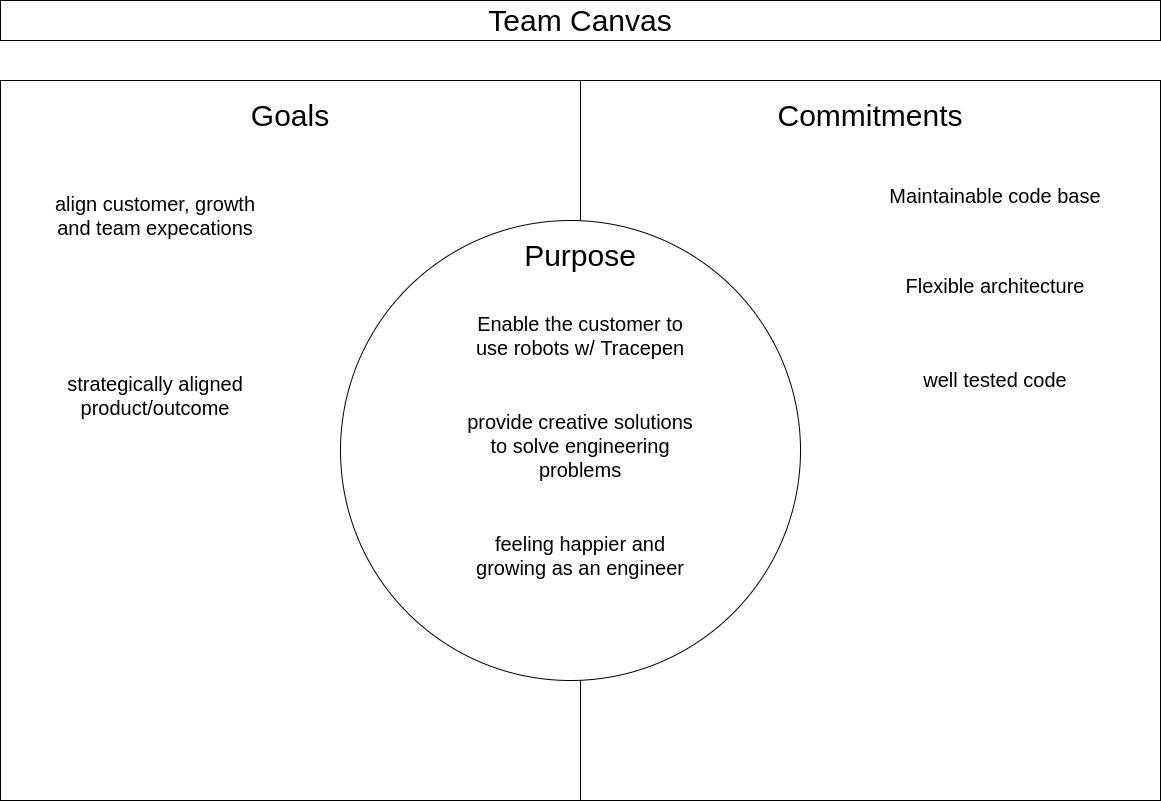 Team Canvas
Goals
align customer, growth
and team expecations
strategically aligned
product/outcome
Purpose
Enable the customer to
use robots w/ Tracepen
provide creative solutions
to solve engineering
problems
feeling happier and
growing as an engineer
Commitments
Maintainable code base
Flexible architecture
well tested code